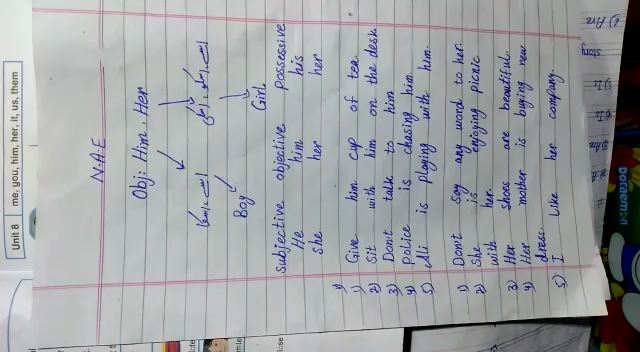 Unit 8 me, you, him, her, it, us, them
N.A.E
Obj: Him Her
Boy
Girl
subjective objective possessive
He him his
She her her
1) Give him cup of tea.
2) Sit with him on the desk
3) Don't talk to him
4) Police is chasing him.
5) Ali is playing with him.
1) Don't say any word to her.
2) She is enjoying picnic
with her.
3) Her shoes are beautiful.
4) Her mother is buying new
dress.
5) I like her company.
story